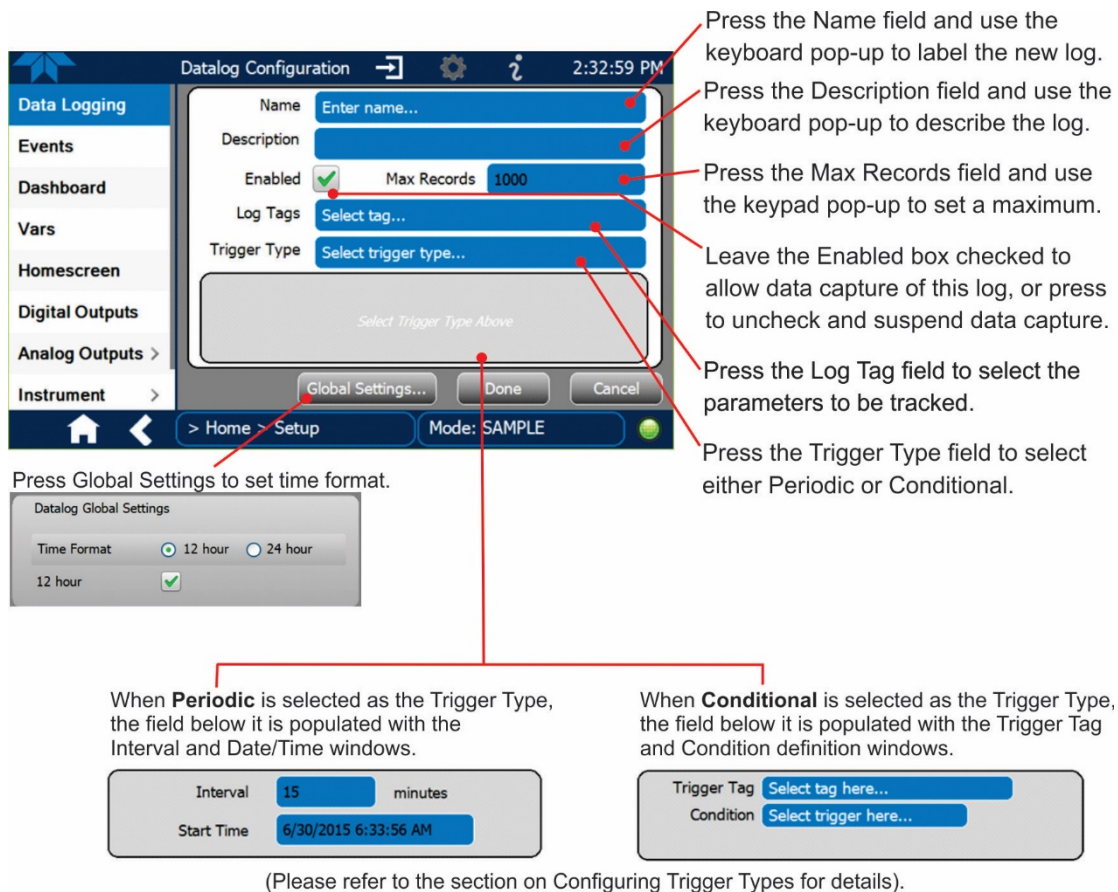 Datalog Configuration
2:32:59 PM
Data Logging
Events
Dashboard
Vars
Homescreen
Digital Outputs
Analog Outputs >
Instrument >
Name Enter name...
Description
Enabled Max Records 1000
Log Tags Select tag...
Trigger Type Select trigger type...
Select Trigger Type Above
Global Settings... Done Cancel
> Home > Setup
Mode: SAMPLE
Press the Name field and use the
keyboard pop-up to label the new log.
Press the Description field and use the
keyboard pop-up to describe the log.
Press the Max Records field and use
the keypad pop-up to set a maximum.
Leave the Enabled box checked to
allow data capture of this log, or press
to uncheck and suspend data capture.
Press the Log Tag field to select the
parameters to be tracked.
Press the Trigger Type field to select
either Periodic or Conditional.
Press Global Settings to set time format.
Datalog Global Settings
Time Format 12 hour 24 hour
12 hour
When Periodic is selected as the Trigger Type,
the field below it is populated with the
Interval and Date/Time windows.
Interval 15 minutes
Start Time 6/30/2015 6:33:56 AM
When Conditional is selected as the Trigger Type,
the field below it is populated with the Trigger Tag
and Condition definition windows.
Trigger Tag Select tag here...
Condition Select trigger here...
(Please refer to the section on Configuring Trigger Types for details).